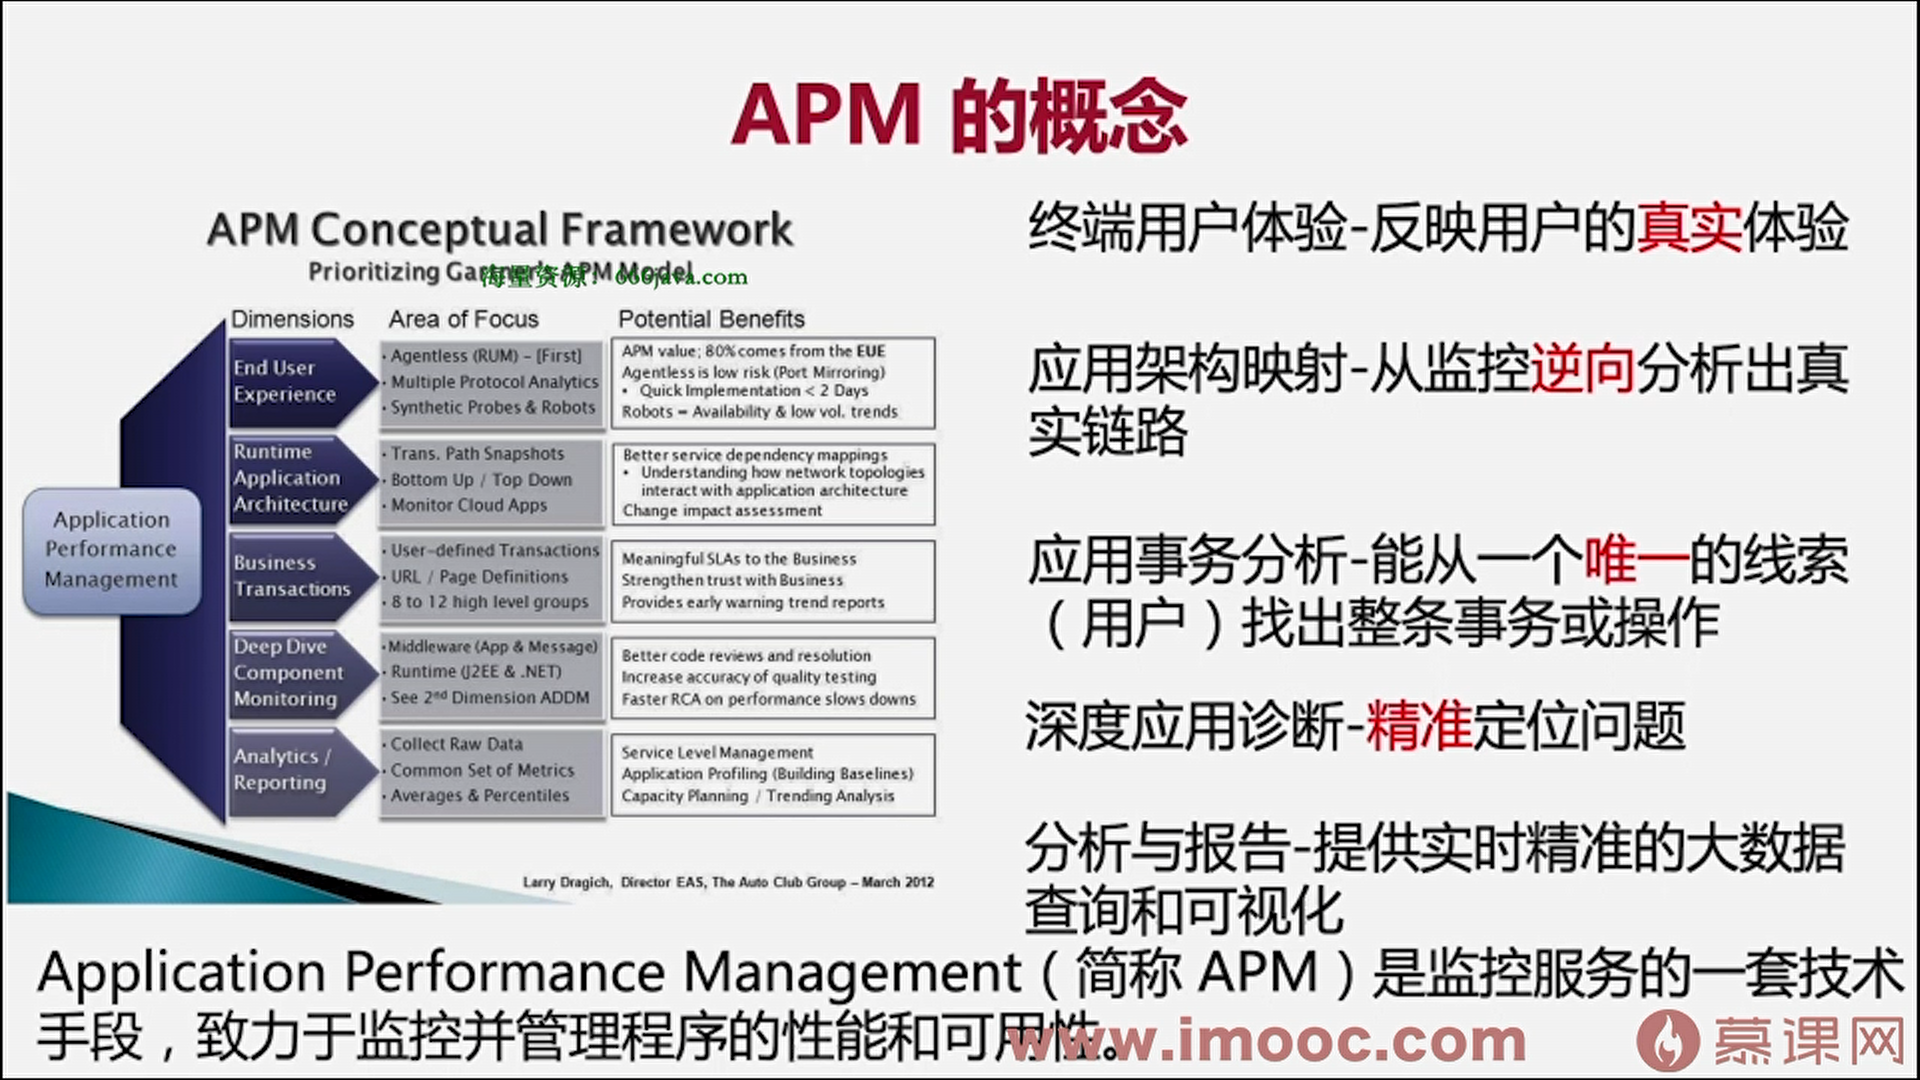 APM 的概念
APM Conceptual Framework
Prioritizing Gartner's APM Model
海量资源：666java.com
Dimensions
Area of Focus
Potential Benefits
Application
Performance
Management
End User
Experience
· Agentless (RUM) – [First]
· Multiple Protocol Analytics
· Synthetic Probes & Robots
APM value; 80% comes from the EUE
Agentless is low risk (Port Mirroring)
• Quick Implementation < 2 Days
Robots = Availability & low vol. trends
Runtime
Application
Architecture
· Trans. Path Snapshots
· Bottom Up / Top Down
· Monitor Cloud Apps
Better service dependency mappings
• Understanding how network topologies
interact with application architecture
Change impact assessment
Business
Transactions
· User-defined Transactions
· URL / Page Definitions
· 8 to 12 high level groups
Meaningful SLAs to the Business
Strengthen trust with Business
Provides early warning trend reports
Deep Dive
Component
Monitoring
· Middleware (App & Message)
· Runtime (J2EE & .NET)
· See 2nd Dimension ADDM
Better code reviews and resolution
Increase accuracy of quality testing
Faster RCA on performance slows downs
Analytics /
Reporting
· Collect Raw Data
· Common Set of Metrics
· Averages & Percentiles
Service Level Management
Application Profiling (Building Baselines)
Capacity Planning / Trending Analysis
Larry Dragich, Director EAS, The Auto Club Group – March 2012
终端用户体验-反映用户的真实体验
应用架构映射-从监控逆向分析出真
实链路
应用事务分析-能从一个唯一的线索
（用户）找出整条事务或操作
深度应用诊断-精准定位问题
分析与报告-提供实时精准的大数据
查询和可视化
Application Performance Management（简称 APM）是监控服务的一套技术
手段，致力于监控并管理程序的性能和可用性。
www.imooc.com
慕课网